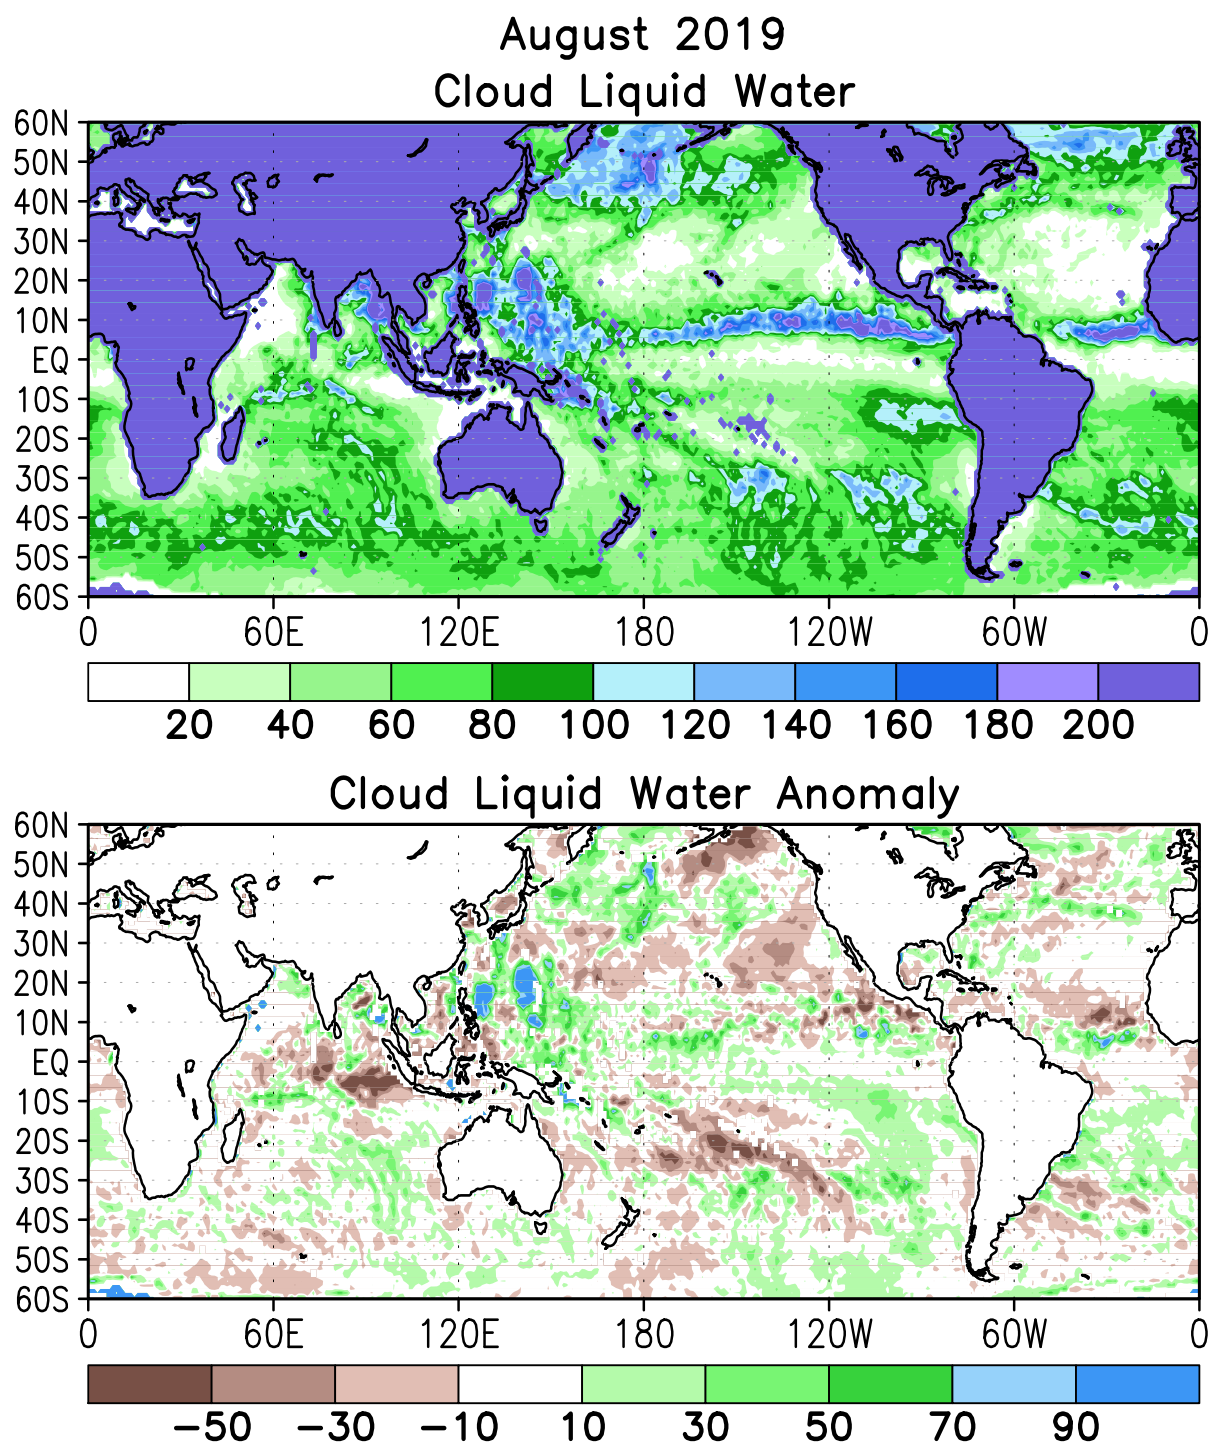 August 2019
Cloud Liquid Water
60N
50N
40N
30N
20N
10N
EQ
10S
20S
30S
40S
50S
60S
0 60E 120E 180 120W 60W 0
20 40 60 80 100 120 140 160 180 200
Cloud Liquid Water Anomaly
60N
50N
40N
30N
20N
10N
EQ
10S
20S
30S
40S
50S
60S
0 60E 120E 180 120W 60W 0
−50 −30 −10 10 30 50 70 90